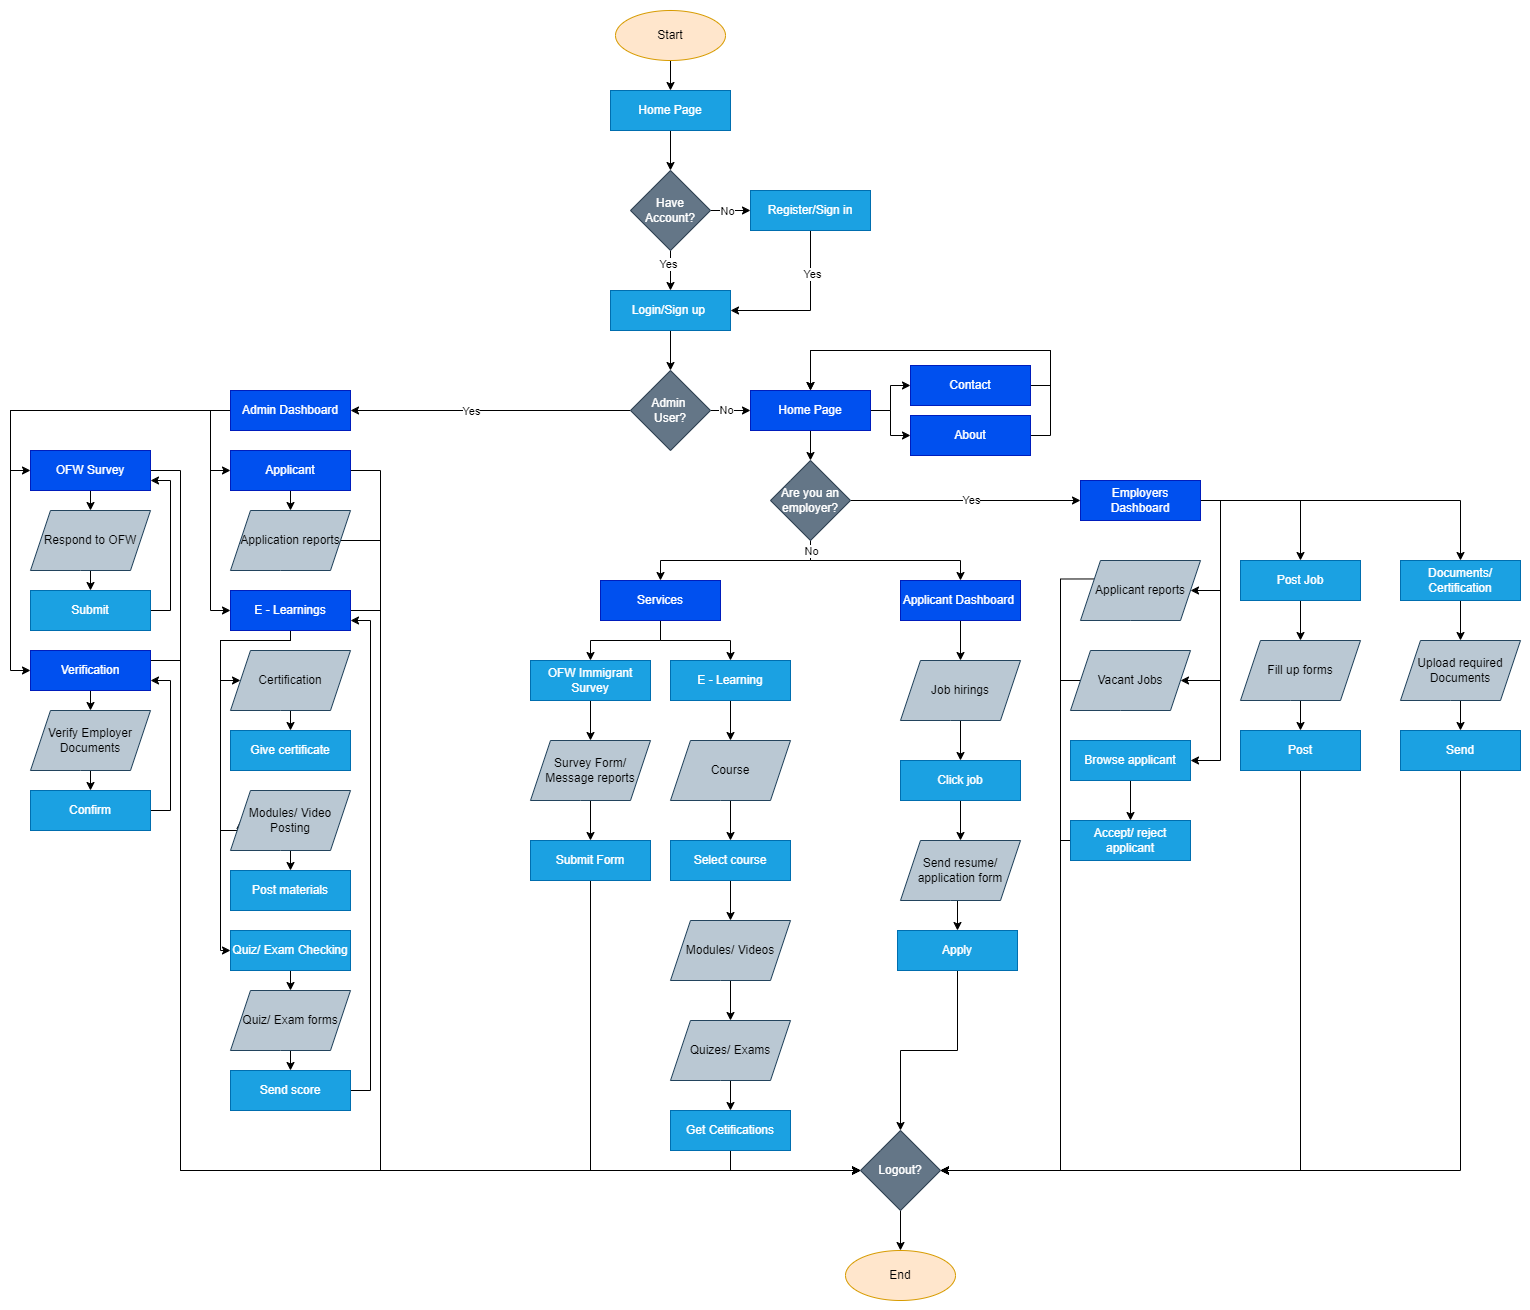 Start
Home Page
Have
Account?
No
Register/Sign in
Yes
Yes
Login/Sign up
Admin
User?
Yes
No
Admin Dashboard
Home Page
Contact
About
OFW Survey
Respond to OFW
Submit
Verification
Verify Employer
Documents
Confirm
Applicant
Application reports
E - Learnings
Certification
Give certificate
Modules/ Video
Posting
Post materials
Quiz/ Exam Checking
Quiz/ Exam forms
Send score
Are you an
employer?
Yes
No
Services
OFW Immigrant
Survey
Survey Form/
Message reports
Submit Form
E - Learning
Course
Select course
Modules/ Videos
Quizes/ Exams
Get Cetifications
Applicant Dashboard
Job hirings
Click job
Send resume/
application form
Apply
Employers
Dashboard
Applicant reports
Vacant Jobs
Browse applicant
Accept/ reject
applicant
Post Job
Fill up forms
Post
Documents/
Certification
Upload required
Documents
Send
Logout?
End